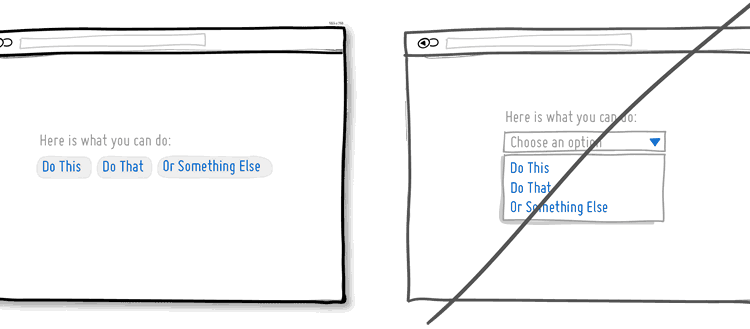 Here is what you can do:
Do This
Do That
Or Something Else
Here is what you can do:
Choose an option
Do This
Do That
Or Something Else